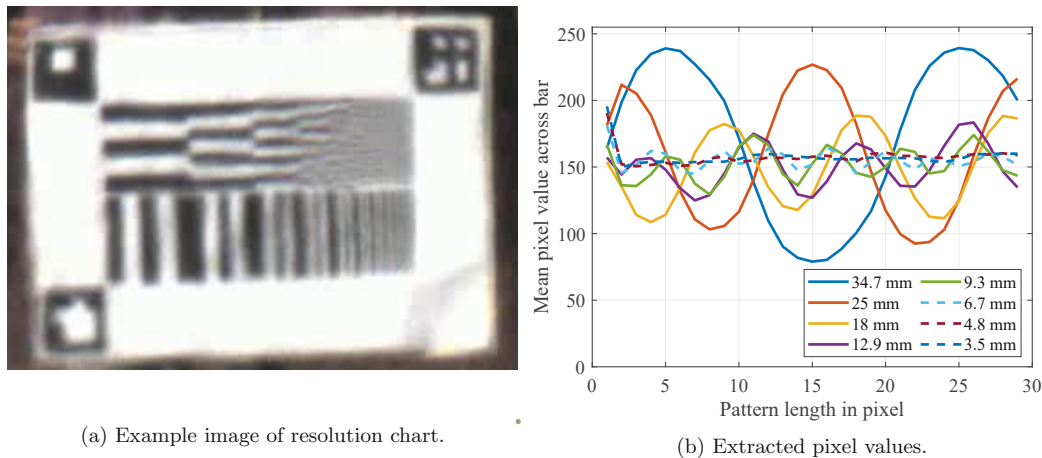 250
200
150
100
50
0
0 5 10 15 20 25 30
Mean pixel value across bar
Pattern length in pixel
34.7 mm 9.3 mm
25 mm 6.7 mm
18 mm 4.8 mm
12.9 mm 3.5 mm
(a) Example image of resolution chart.
(b) Extracted pixel values.